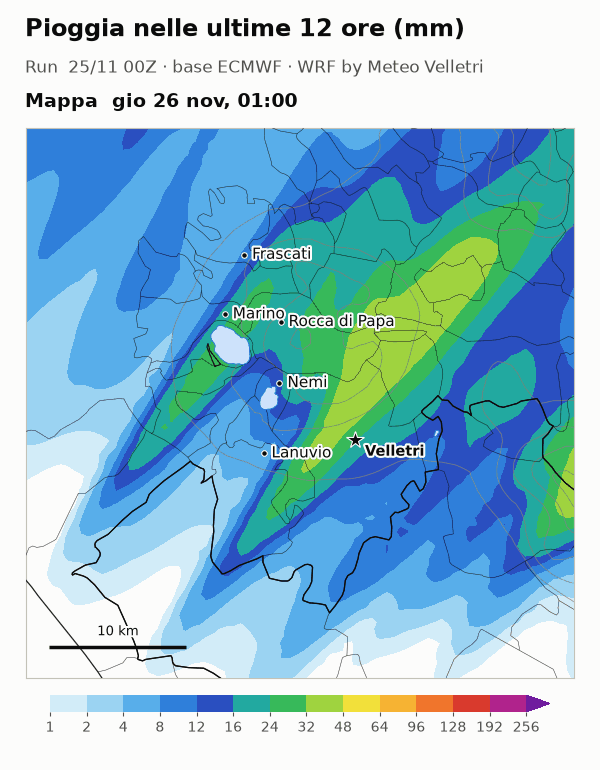 Pioggia nelle ultime 12 ore (mm)
Run 25/11 00Z · base ECMWF · WRF by Meteo Velletri
Mappa gio 26 nov, 01:00
Frascati
Marino
Rocca di Papa
Nemi
Velletri
Lanuvio
10 km
1 2 4 8 12 16 24 32 48 64 96 128 192 256